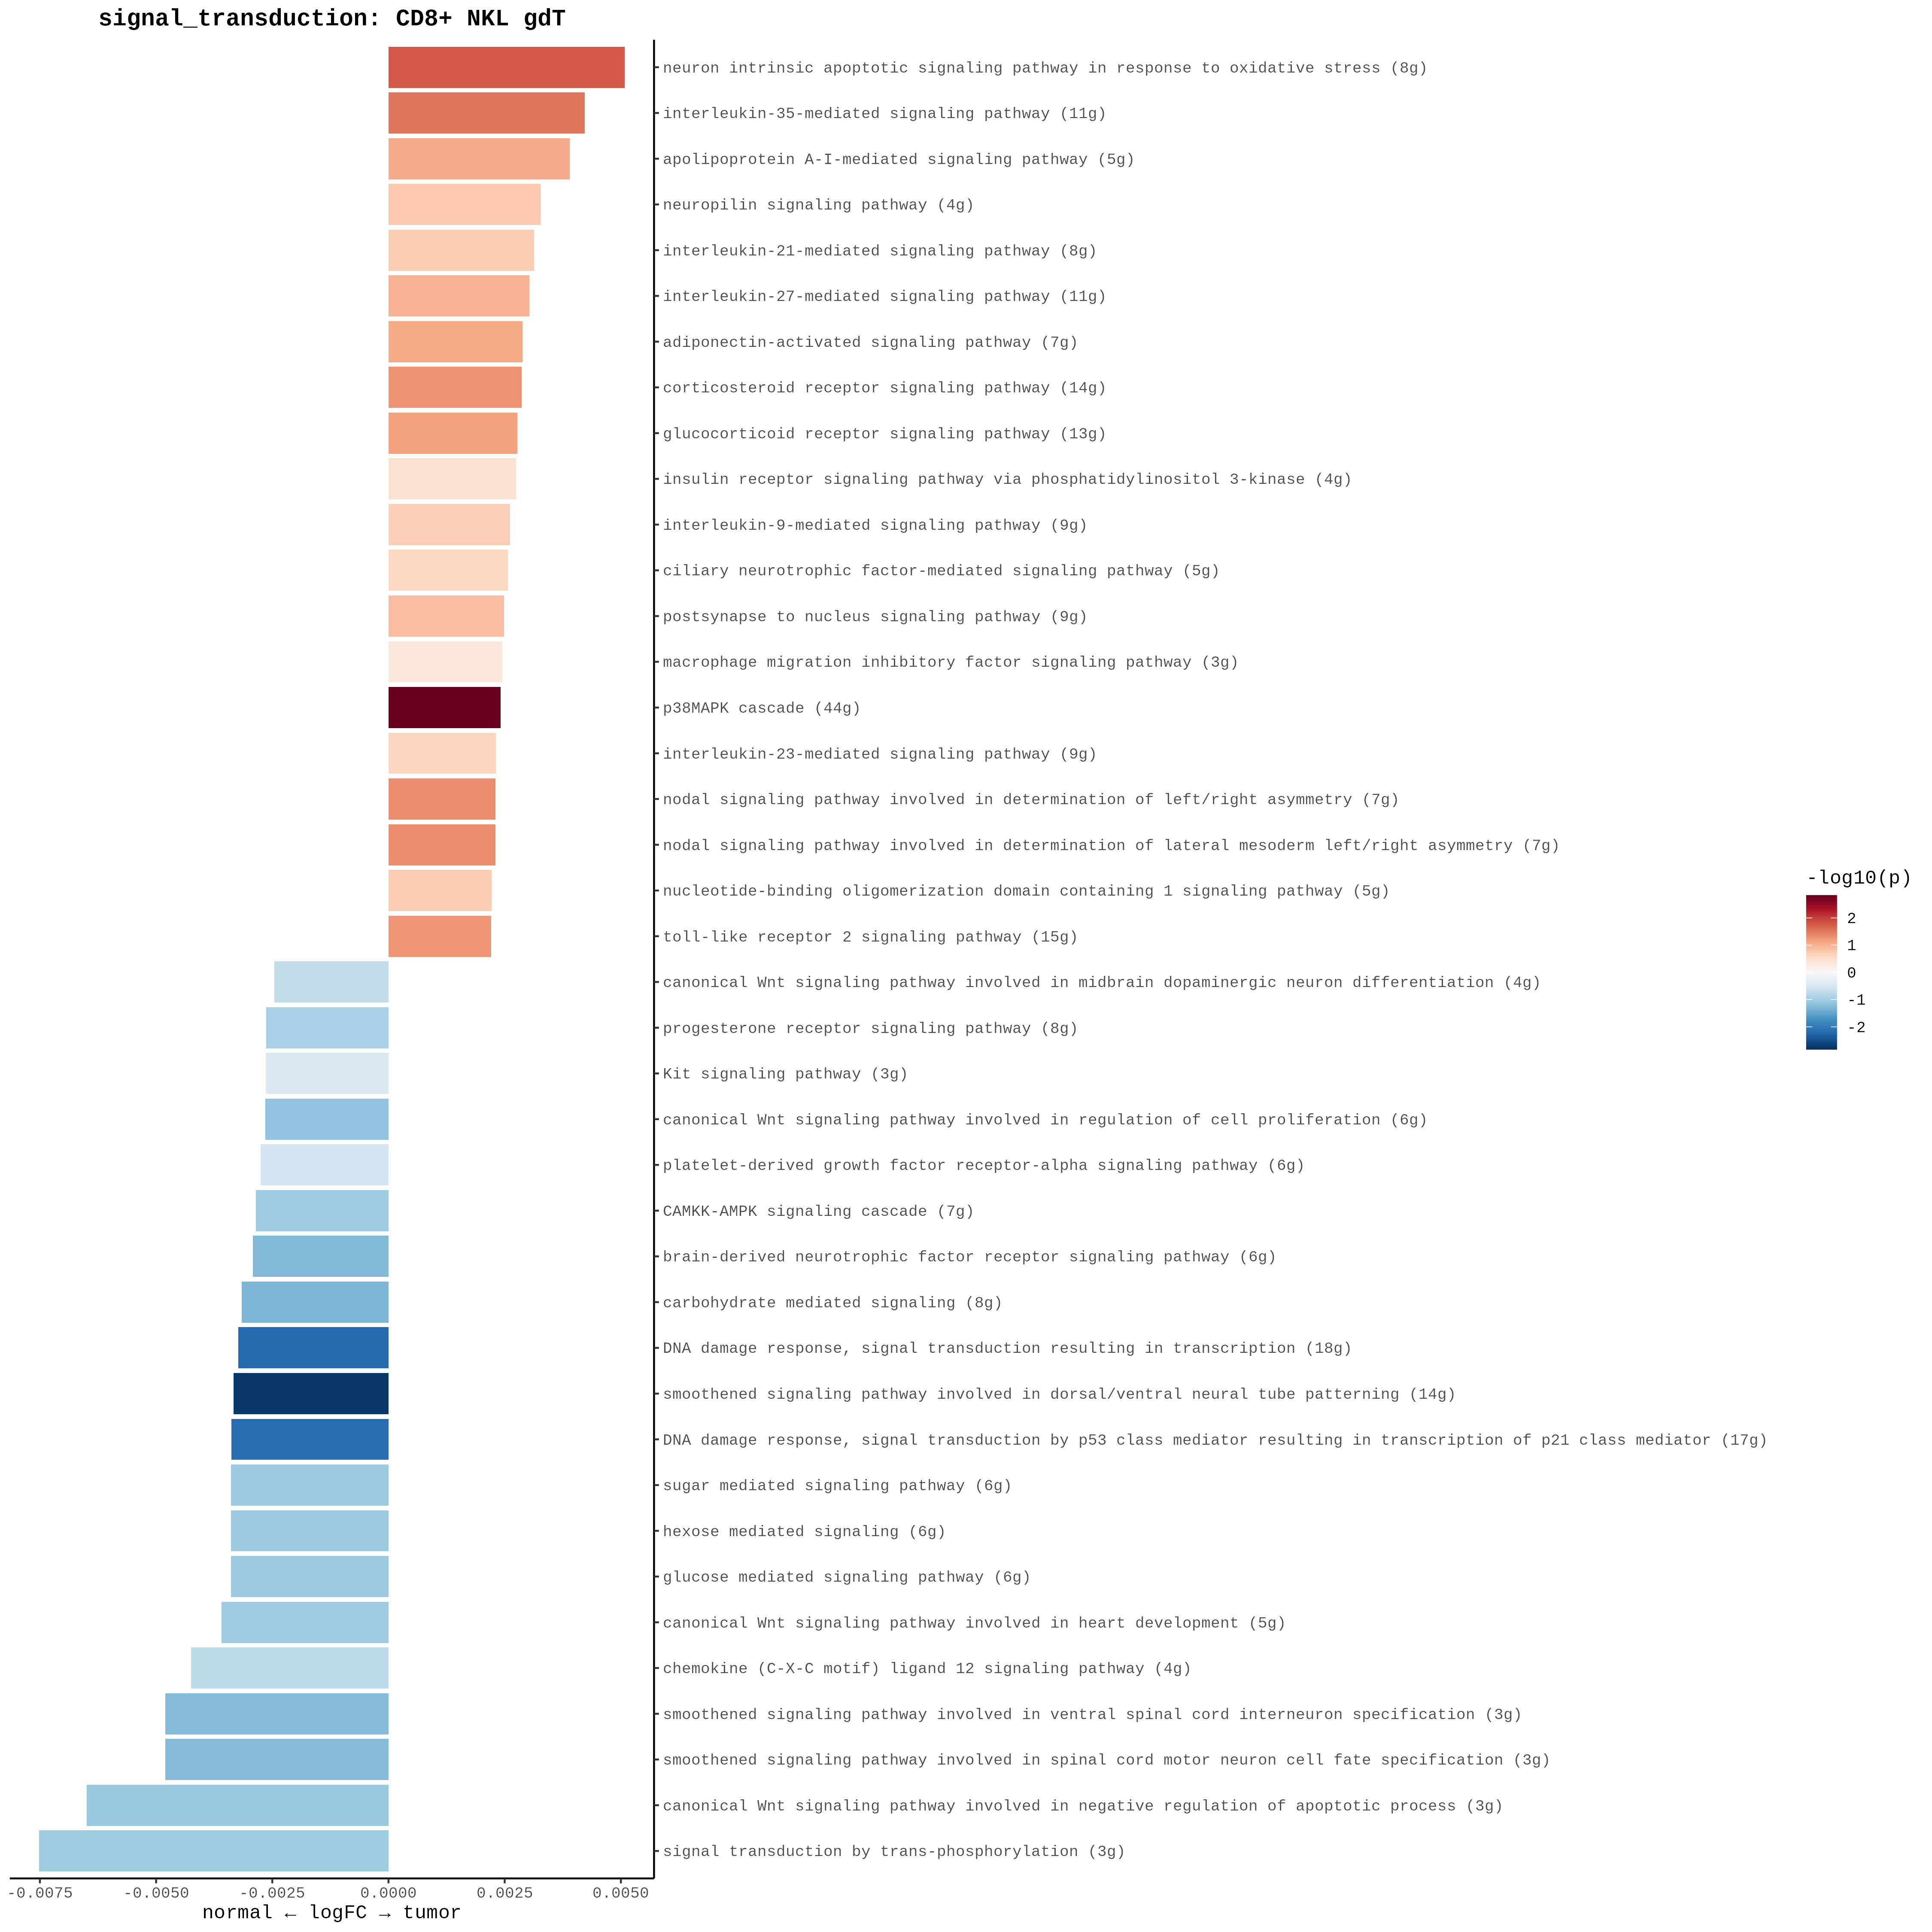 signal_transduction: CD8+ NKL gdT
neuron intrinsic apoptotic signaling pathway in response to oxidative stress (8g)
interleukin-35-mediated signaling pathway (11g)
apolipoprotein A-I-mediated signaling pathway (5g)
neuropilin signaling pathway (4g)
interleukin-21-mediated signaling pathway (8g)
interleukin-27-mediated signaling pathway (11g)
adiponectin-activated signaling pathway (7g)
corticosteroid receptor signaling pathway (14g)
glucocorticoid receptor signaling pathway (13g)
insulin receptor signaling pathway via phosphatidylinositol 3-kinase (4g)
interleukin-9-mediated signaling pathway (9g)
ciliary neurotrophic factor-mediated signaling pathway (5g)
postsynapse to nucleus signaling pathway (9g)
macrophage migration inhibitory factor signaling pathway (3g)
p38MAPK cascade (44g)
interleukin-23-mediated signaling pathway (9g)
nodal signaling pathway involved in determination of left/right asymmetry (7g)
nodal signaling pathway involved in determination of lateral mesoderm left/right asymmetry (7g)
nucleotide-binding oligomerization domain containing 1 signaling pathway (5g)
toll-like receptor 2 signaling pathway (15g)
canonical Wnt signaling pathway involved in midbrain dopaminergic neuron differentiation (4g)
progesterone receptor signaling pathway (8g)
Kit signaling pathway (3g)
canonical Wnt signaling pathway involved in regulation of cell proliferation (6g)
platelet-derived growth factor receptor-alpha signaling pathway (6g)
CAMKK-AMPK signaling cascade (7g)
brain-derived neurotrophic factor receptor signaling pathway (6g)
carbohydrate mediated signaling (8g)
DNA damage response, signal transduction resulting in transcription (18g)
smoothened signaling pathway involved in dorsal/ventral neural tube patterning (14g)
DNA damage response, signal transduction by p53 class mediator resulting in transcription of p21 class mediator (17g)
sugar mediated signaling pathway (6g)
hexose mediated signaling (6g)
glucose mediated signaling pathway (6g)
canonical Wnt signaling pathway involved in heart development (5g)
chemokine (C-X-C motif) ligand 12 signaling pathway (4g)
smoothened signaling pathway involved in ventral spinal cord interneuron specification (3g)
smoothened signaling pathway involved in spinal cord motor neuron cell fate specification (3g)
canonical Wnt signaling pathway involved in negative regulation of apoptotic process (3g)
signal transduction by trans-phosphorylation (3g)
-0.0075 -0.0050 -0.0025 0.0000 0.0025 0.0050
normal ← logFC → tumor
-log10(p)
2
1
0
-1
-2